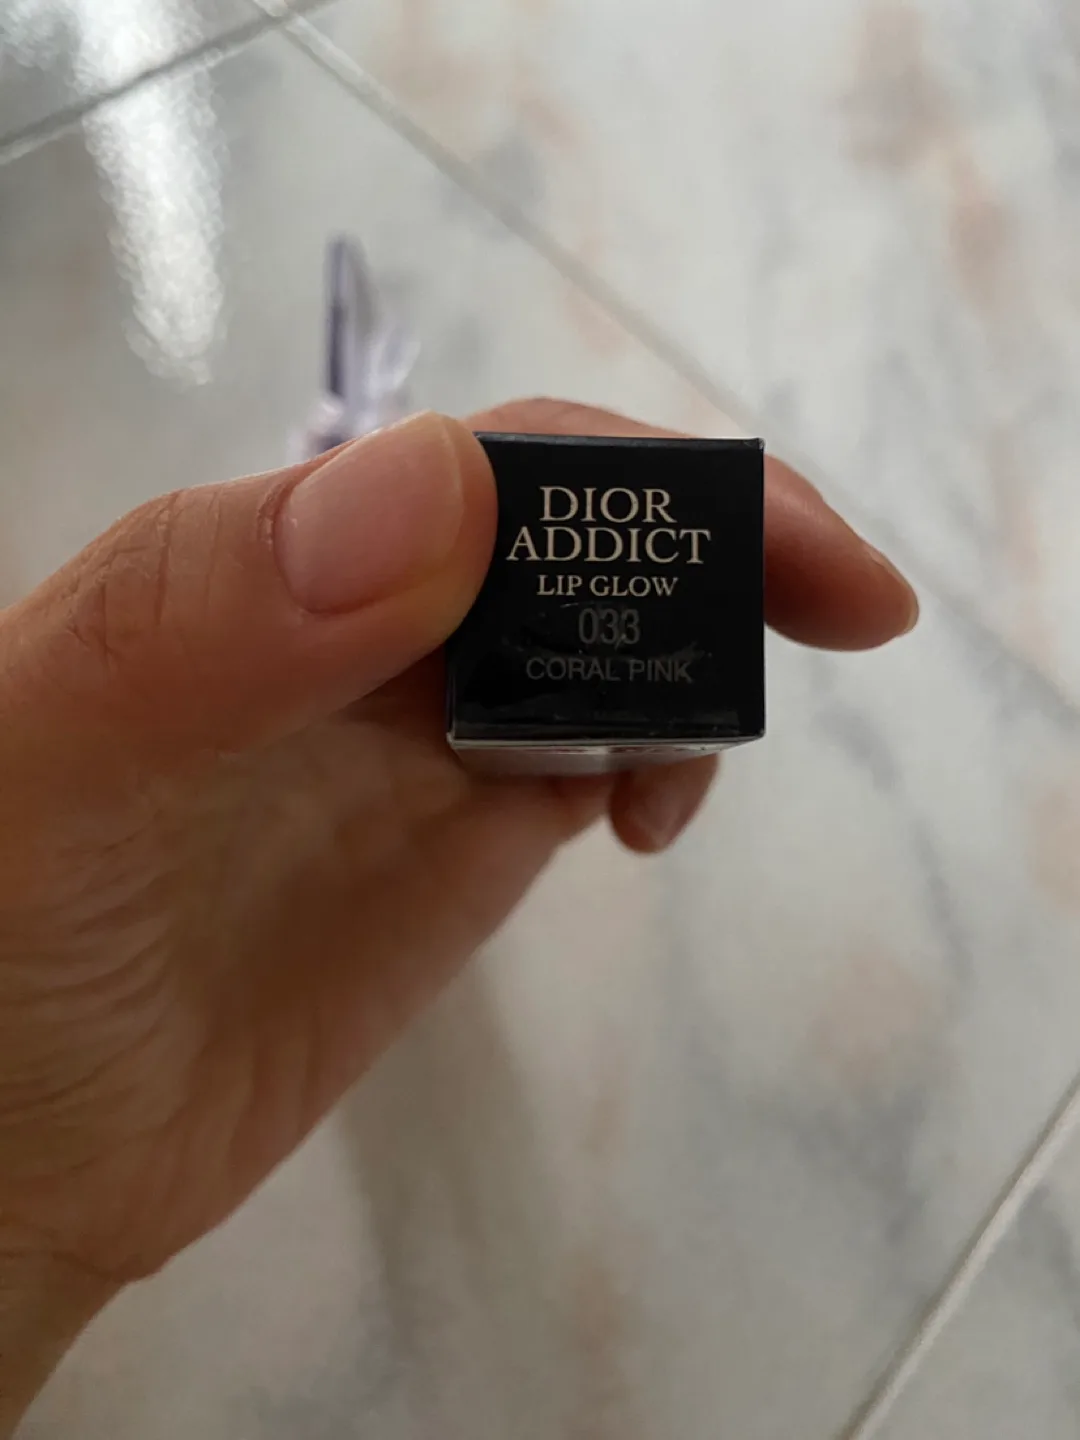 DIOR
ADDICT
LIP GLOW
033
CORAL PINK